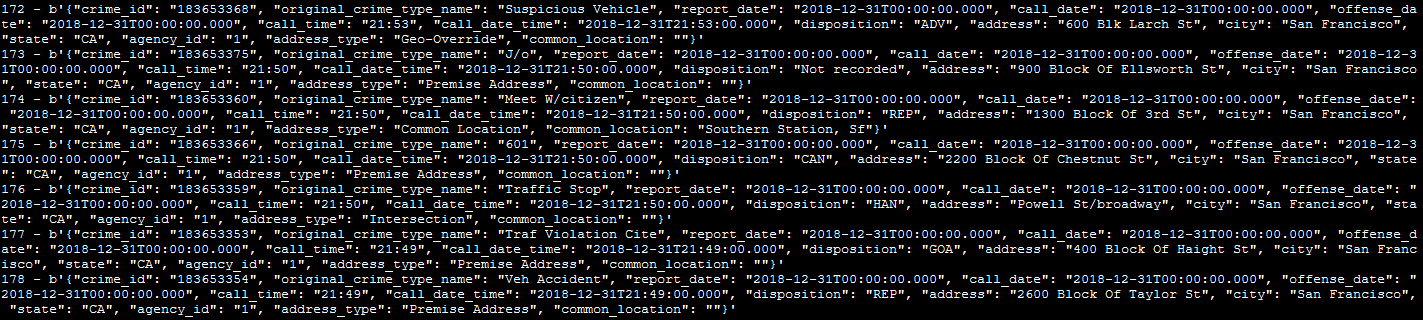 172 - b'{"crime_id": "183653368", "original_crime_type_name": "Suspicious Vehicle", "report_date": "2018-12-31T00:00:00.000", "call_date": "2018-12-31T00:00:00.000", "offense_da
te": "2018-12-31T00:00:00.000", "call_time": "21:53", "call_date_time": "2018-12-31T21:53:00.000", "disposition": "ADV", "address": "600 Blk Larch St", "city": "San Francisco",
"state": "CA", "agency_id": "1", "address_type": "Geo-Override", "common_location": ""}'
173 - b'{"crime_id": "183653375", "original_crime_type_name": "J/o", "report_date": "2018-12-31T00:00:00.000", "call_date": "2018-12-31T00:00:00.000", "offense_date": "2018-12-3
1T00:00:00.000", "call_time": "21:50", "call_date_time": "2018-12-31T21:50:00.000", "disposition": "Not recorded", "address": "900 Block Of Ellsworth St", "city": "San Francisco
", "state": "CA", "agency_id": "1", "address_type": "Premise Address", "common_location": ""}'
174 - b'{"crime_id": "183653360", "original_crime_type_name": "Meet W/citizen", "report_date": "2018-12-31T00:00:00.000", "call_date": "2018-12-31T00:00:00.000", "offense_date":
"2018-12-31T00:00:00.000", "call_time": "21:50", "call_date_time": "2018-12-31T21:50:00.000", "disposition": "REP", "address": "1300 Block Of 3rd St", "city": "San Francisco",
"state": "CA", "agency_id": "1", "address_type": "Common Location", "common_location": "Southern Station, Sf"}'
175 - b'{"crime_id": "183653366", "original_crime_type_name": "601", "report_date": "2018-12-31T00:00:00.000", "call_date": "2018-12-31T00:00:00.000", "offense_date": "2018-12-3
1T00:00:00.000", "call_time": "21:50", "call_date_time": "2018-12-31T21:50:00.000", "disposition": "CAN", "address": "2200 Block Of Chestnut St", "city": "San Francisco", "state
": "CA", "agency_id": "1", "address_type": "Premise Address", "common_location": ""}'
176 - b'{"crime_id": "183653359", "original_crime_type_name": "Traffic Stop", "report_date": "2018-12-31T00:00:00.000", "call_date": "2018-12-31T00:00:00.000", "offense_date": "
2018-12-31T00:00:00.000", "call_time": "21:50", "call_date_time": "2018-12-31T21:50:00.000", "disposition": "HAN", "address": "Powell St/broadway", "city": "San Francisco", "sta
te": "CA", "agency_id": "1", "address_type": "Intersection", "common_location": ""}'
177 - b'{"crime_id": "183653353", "original_crime_type_name": "Traf Violation Cite", "report_date": "2018-12-31T00:00:00.000", "call_date": "2018-12-31T00:00:00.000", "offense_d
ate": "2018-12-31T00:00:00.000", "call_time": "21:49", "call_date_time": "2018-12-31T21:49:00.000", "disposition": "GOA", "address": "400 Block Of Haight St", "city": "San Franc
isco", "state": "CA", "agency_id": "1", "address_type": "Premise Address", "common_location": ""}'
178 - b'{"crime_id": "183653354", "original_crime_type_name": "Veh Accident", "report_date": "2018-12-31T00:00:00.000", "call_date": "2018-12-31T00:00:00.000", "offense_date": "
2018-12-31T00:00:00.000", "call_time": "21:49", "call_date_time": "2018-12-31T21:49:00.000", "disposition": "REP", "address": "2600 Block Of Taylor St", "city": "San Francisco",
"state": "CA", "agency_id": "1", "address_type": "Premise Address", "common_location": ""}'